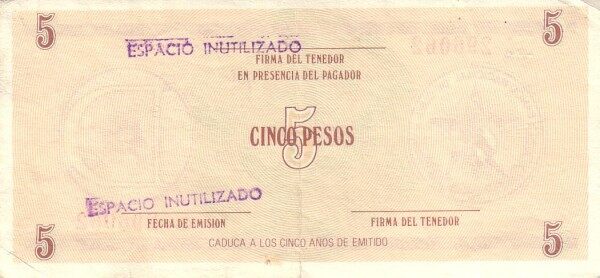 5 5
ESPACIO INUTILIZADO
FIRMA DEL TENEDOR
EN PRESENCIA DEL PAGADOR
5
CINCO PESOS
ESPACIO INUTILIZADO
FECHA DE EMISION FIRMA DEL TENEDOR
5 5
CADUCA A LOS CINCO AÑOS DE EMITIDO